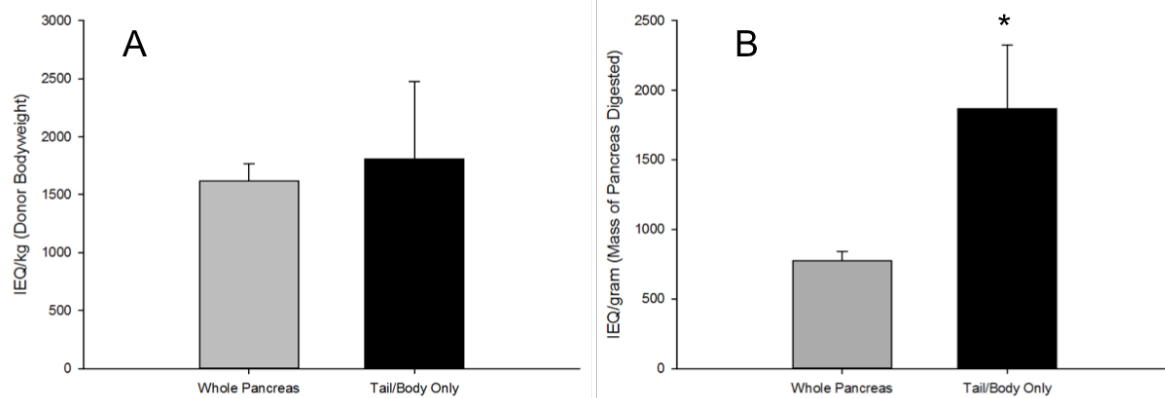 A
IEQ/kg (Donor Bodyweight)
3000
2500
2000
1500
1000
500
0
Whole Pancreas
Tail/Body Only
B
*
IEQ/gram (Mass of Pancreas Digested)
2500
2000
1500
1000
500
0
Whole Pancreas
Tail/Body Only